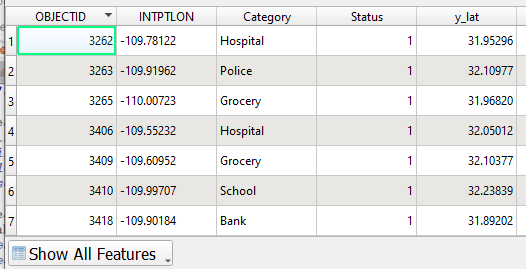 OBJECTID INTPTLON Category Status y_lat
1 3262 -109.78122 Hospital 1 31.95296
2 3263 -109.91962 Police 1 32.10977
3 3265 -110.00723 Grocery 1 31.96820
4 3406 -109.55232 Hospital 1 32.05012
5 3409 -109.60952 Grocery 1 32.10377
6 3410 -109.99707 School 1 32.23839
7 3418 -109.90184 Bank 1 31.89202
Show All Features